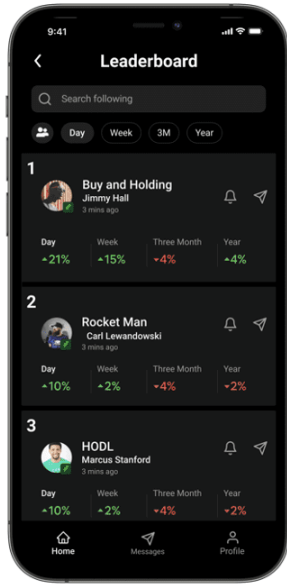 9:41
Leaderboard
Search following
Day Week 3M Year
1
Buy and Holding
Jimmy Hall
3 mins ago
Day Week Three Month Year
21% 15% 4% 4%
2
Rocket Man
Carl Lewandowski
3 mins ago
Day Week Three Month Year
10% 2% 4% 2%
3
HODL
Marcus Stanford
3 mins ago
Day Week Three Month Year
10% 2% 4% 2%
Home Messages Profile